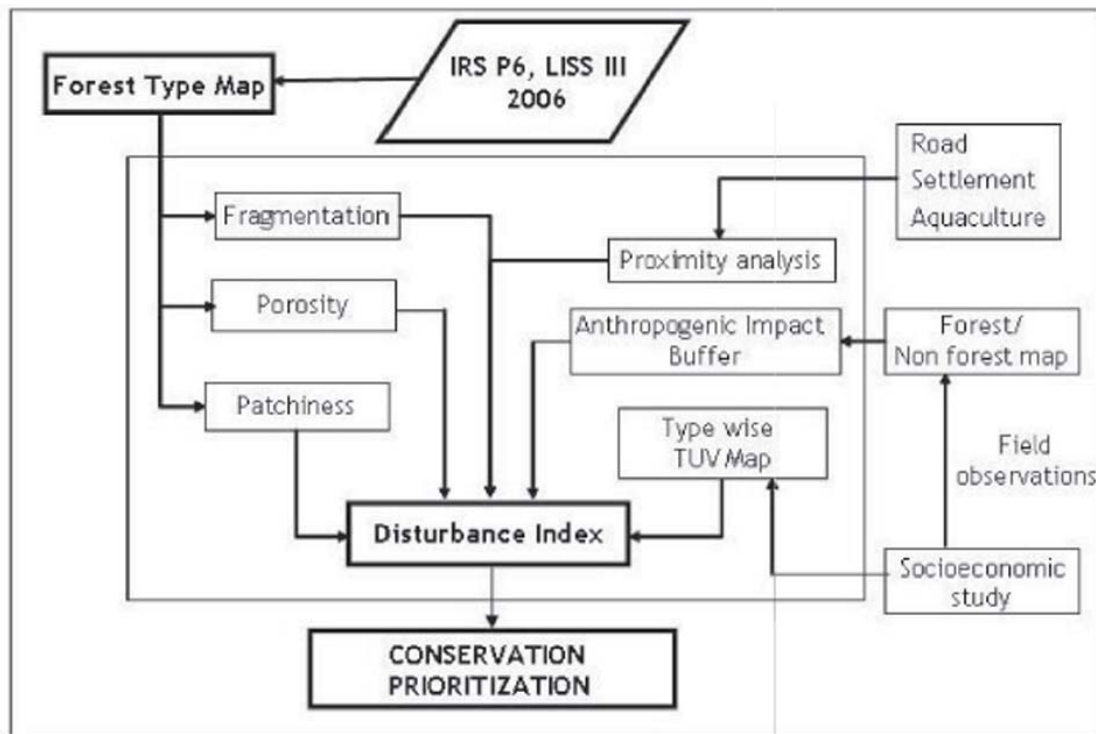 IRS P6, LISS III
2006
Forest Type Map
Road
Settlement
Aquaculture
Fragmentation
Proximity analysis
Porosity
Anthropogenic Impact
Buffer
Forest/
Non forest map
Patchiness
Type wise
TUV Map
Field
observations
Disturbance Index
Socioeconomic
study
CONSERVATION
PRIORITIZATION